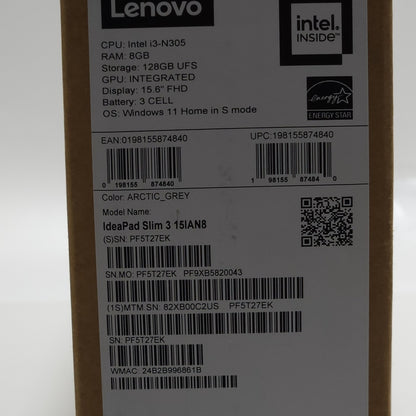 Lenovo
intel.
INSIDE™
CPU: Intel i3-N305
RAM: 8GB
Storage: 128GB UFS
GPU: INTEGRATED
Display: 15.6" FHD
Battery: 3 CELL
OS: Windows 11 Home in S mode
energy
ENERGY STAR
EAN:0198155874840
UPC:198155874840
0 198155 874840
1 98155 87484 0
Color: ARCTIC_GREY
Model Name:
IdeaPad Slim 3 15IAN8
(S)SN: PF5T27EK
SN.MO: PF5T27EK PF9XB5820043
(1S)MTM.SN: 82XB00C2US PF5T27EK
SN: PF5T27EK
WMAC: 24B2B996861B